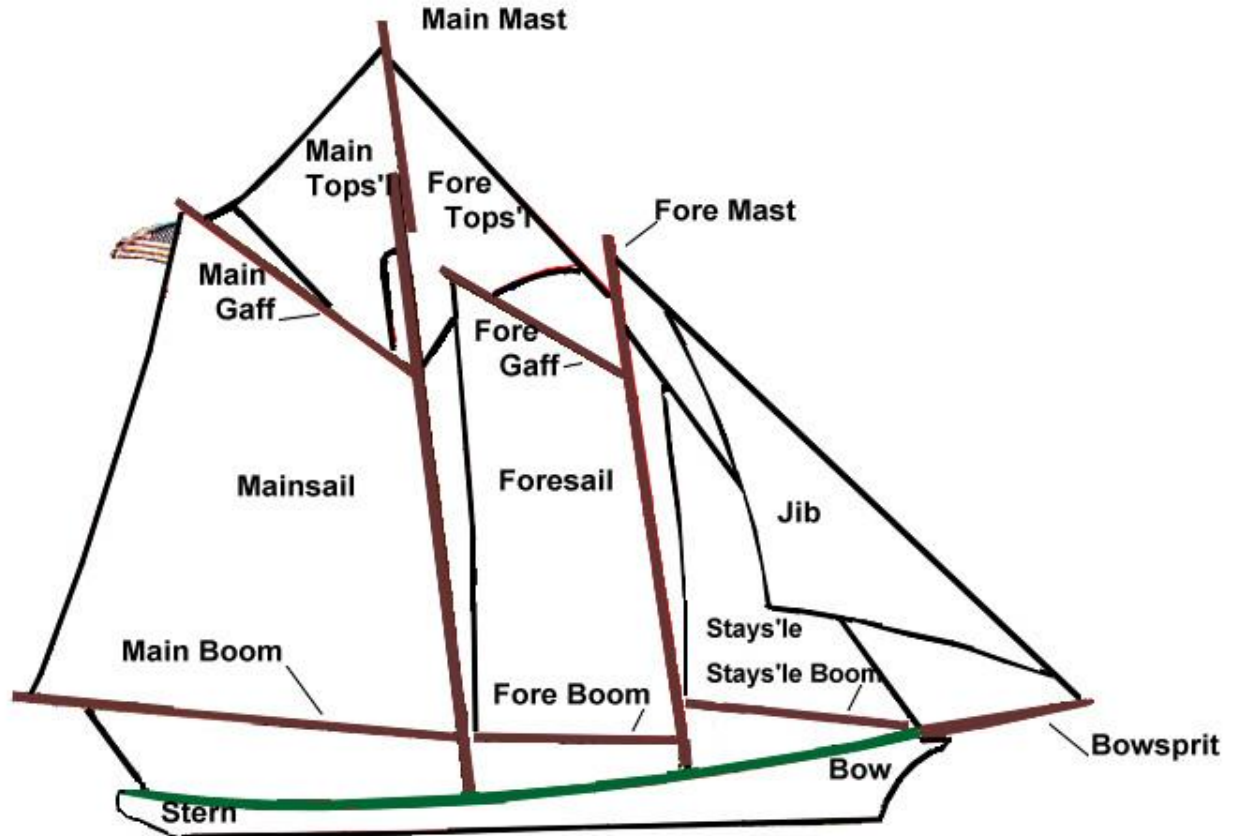 Main Mast
Main
Tops'l
Fore
Tops'l
Fore Mast
Main
Gaff
Fore
Gaff
Mainsail
Foresail
Jib
Stays'le
Main Boom
Stays'le Boom
Fore Boom
Bowsprit
Bow
Stern